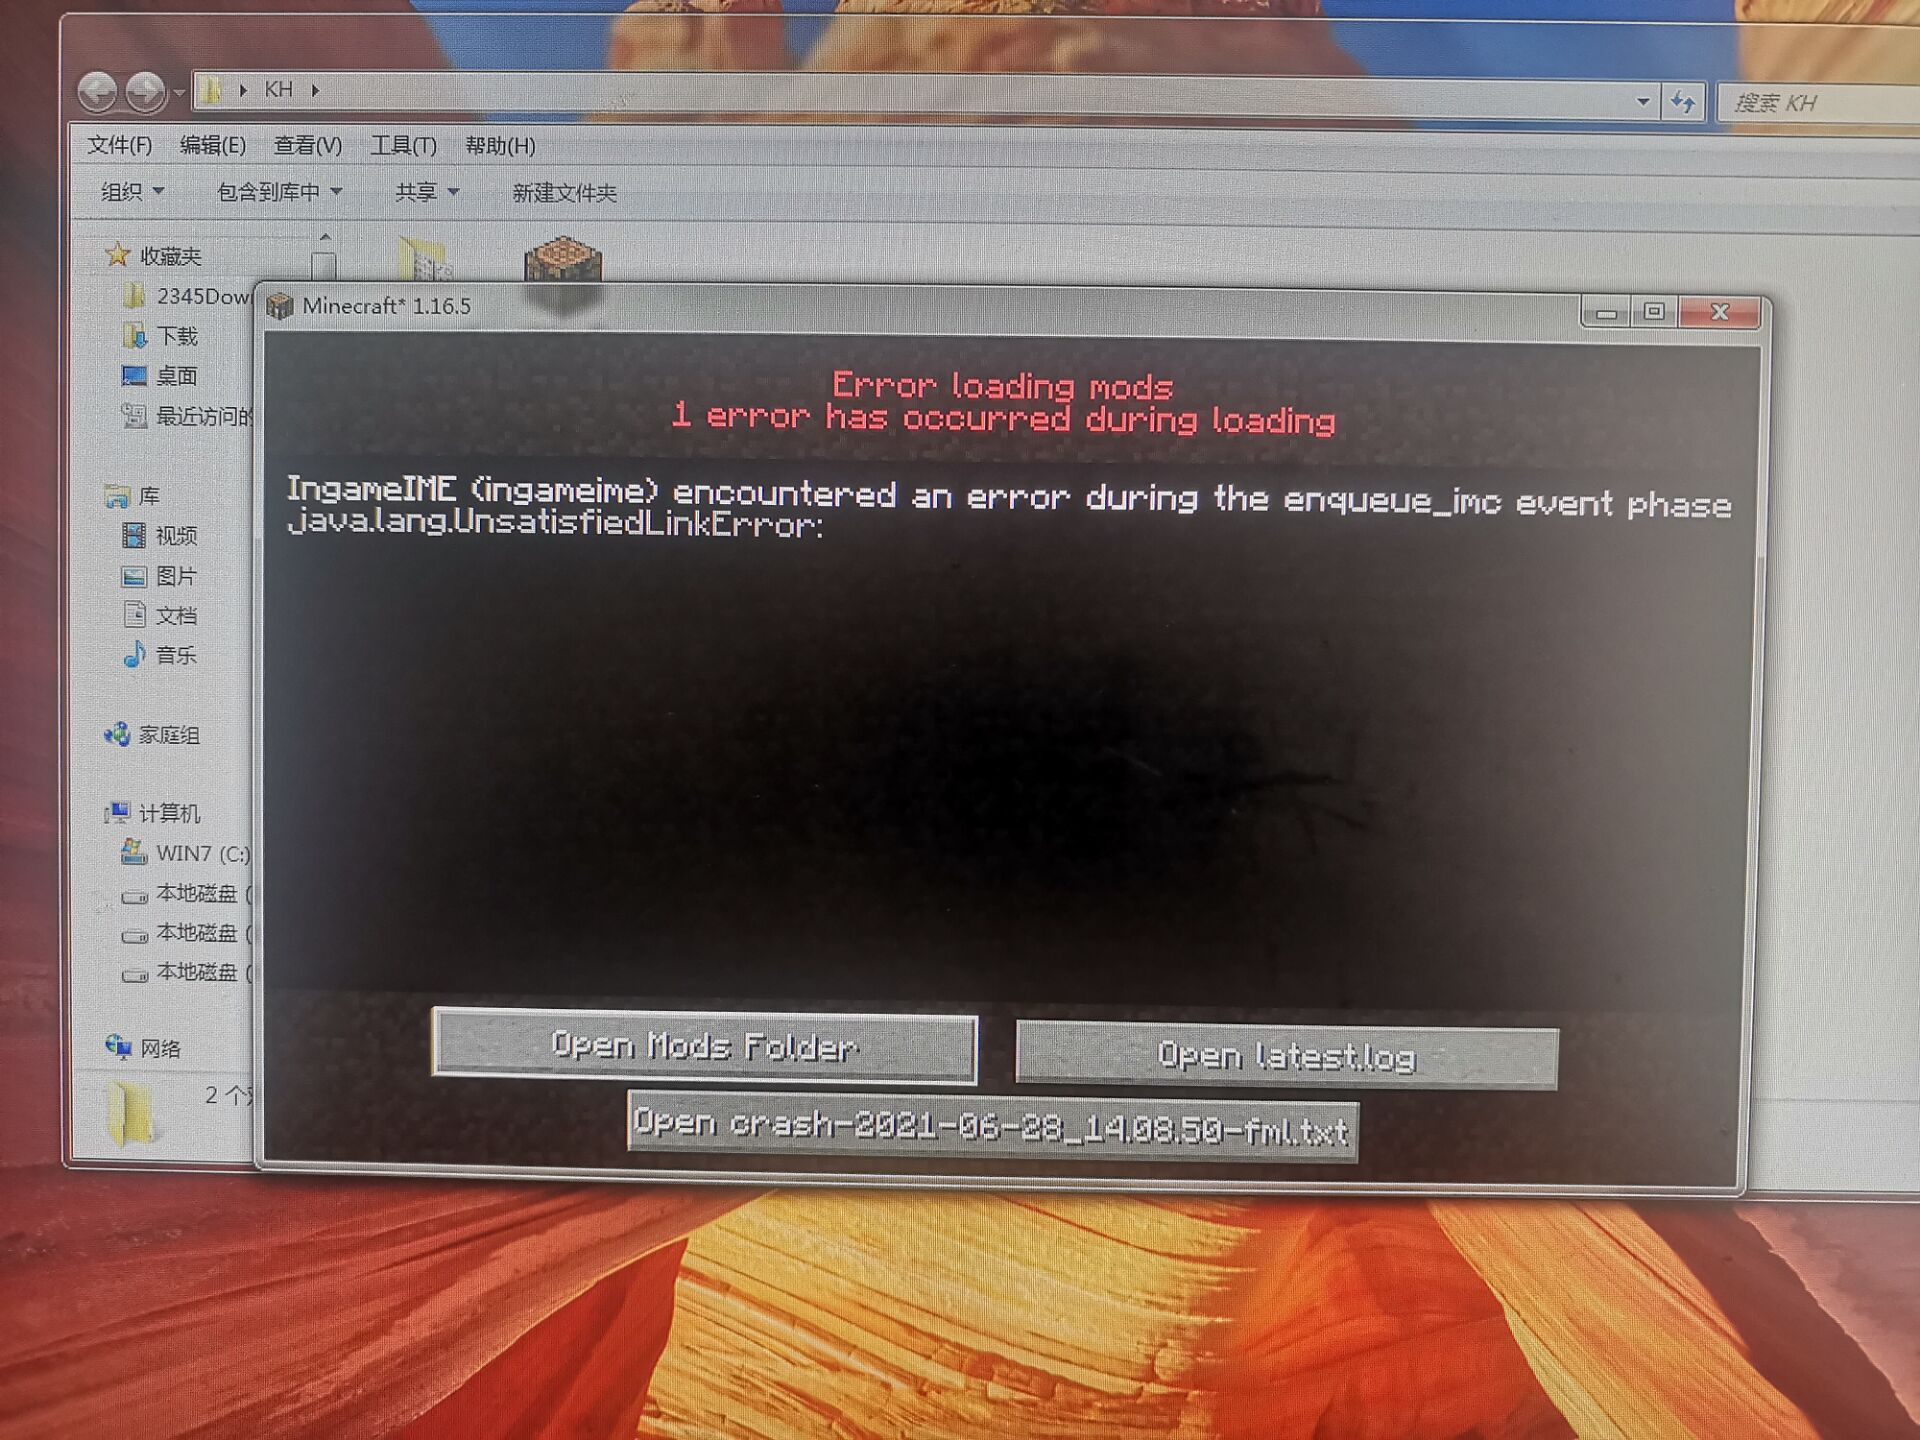 KH
搜索 KH
文件(F) 编辑(E) 查看(V) 工具(T) 帮助(H)
组织 包含到库中 共享 新建文件夹
收藏夹
2345Dow
下载
桌面
最近访问的
库
视频
图片
文档
音乐
家庭组
计算机
WIN7 (C:)
本地磁盘 (
本地磁盘 (
本地磁盘 (
网络
2 个
Minecraft* 1.16.5
Error loading mods
1 error has occurred during loading
IngameIME (ingameime) encountered an error during the enqueue_imc event phase
java.lang.UnsatisfiedLinkError:
Open Mods Folder
Open latest.log
Open crash-2021-06-28_14.08.50-fml.txt